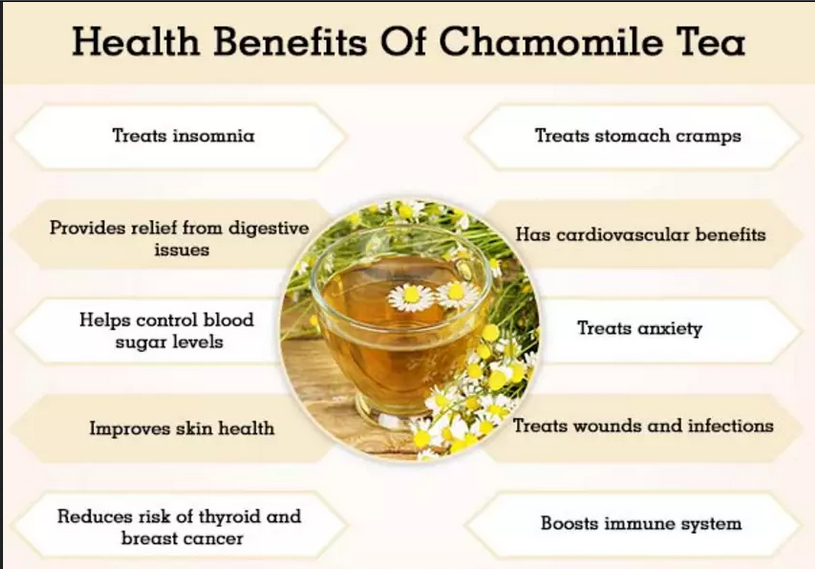 Health Benefits Of Chamomile Tea
Treats insomnia
Treats stomach cramps
Provides relief from digestive
issues
Has cardiovascular benefits
Helps control blood
sugar levels
Treats anxiety
Improves skin health
Treats wounds and infections
Reduces risk of thyroid and
breast cancer
Boosts immune system